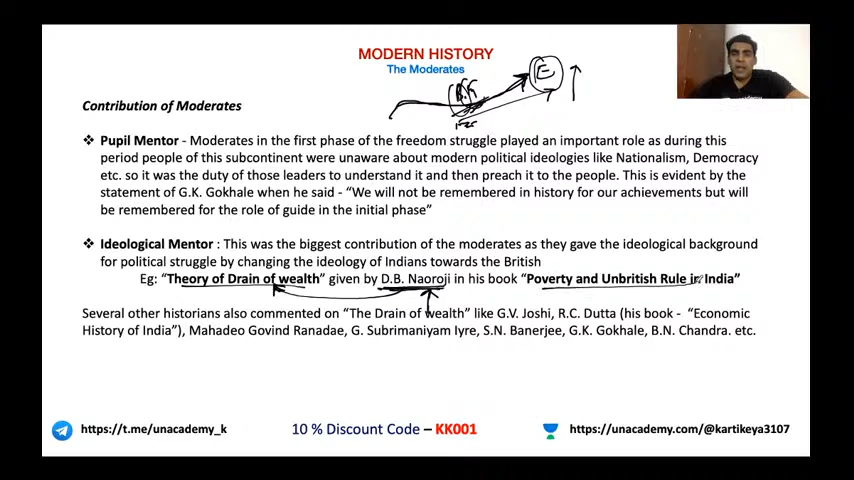 MODERN HISTORY
The Moderates
E
Contribution of Moderates
❖ Pupil Mentor - Moderates in the first phase of the freedom struggle played an important role as during this
period people of this subcontinent were unaware about modern political ideologies like Nationalism, Democracy
etc. so it was the duty of those leaders to understand it and then preach it to the people. This is evident by the
statement of G.K. Gokhale when he said - “We will not be remembered in history for our achievements but will
be remembered for the role of guide in the initial phase”
❖ Ideological Mentor : This was the biggest contribution of the moderates as they gave the ideological background
for political struggle by changing the ideology of Indians towards the British
Eg: “Theory of Drain of wealth” given by D.B. Naoroji in his book “Poverty and Unbritish Rule in India”
Several other historians also commented on “The Drain of wealth” like G.V. Joshi, R.C. Dutta (his book - “Economic
History of India”), Mahadeo Govind Ranadae, G. Subrimaniyam Iyre, S.N. Banerjee, G.K. Gokhale, B.N. Chandra. etc.
https://t.me/unacademy_k
10 % Discount Code – KK001
https://unacademy.com/@kartikeya3107